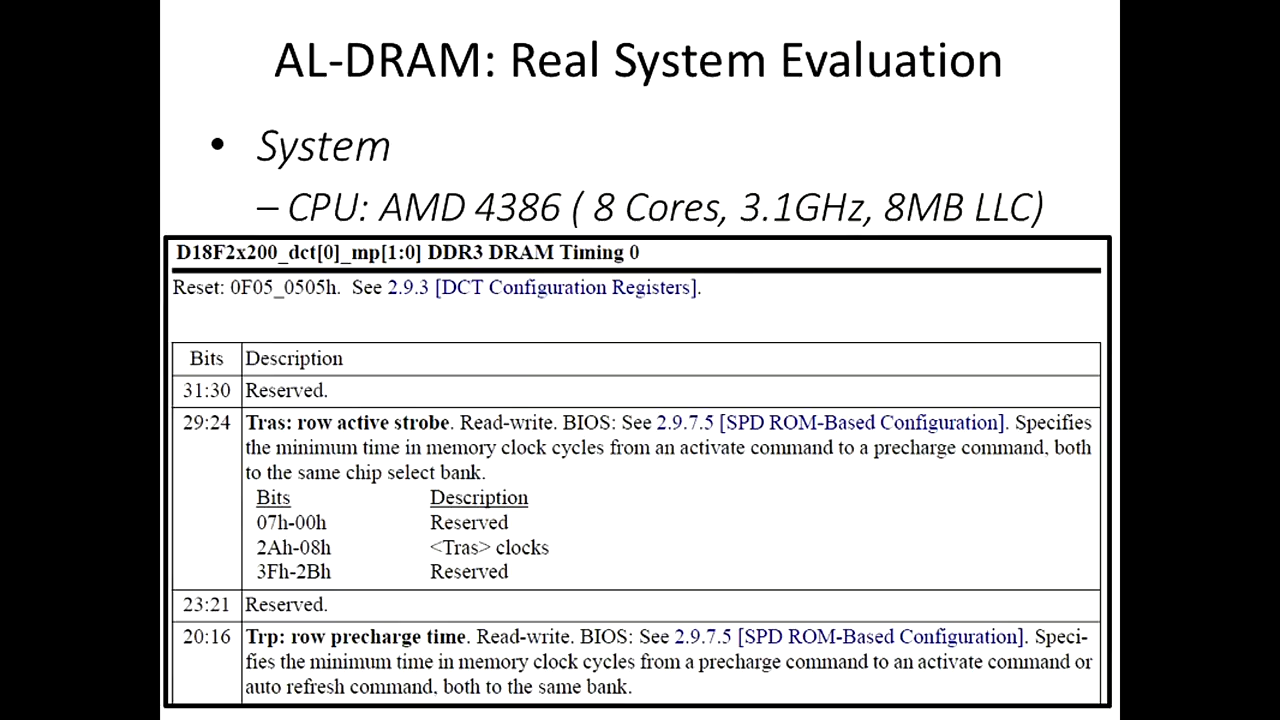 AL-DRAM: Real System Evaluation
• System
– CPU: AMD 4386 ( 8 Cores, 3.1GHz, 8MB LLC)
D18F2x200_dct[0]_mp[1:0] DDR3 DRAM Timing 0
Reset: 0F05_0505h. See 2.9.3 [DCT Configuration Registers].
Bits Description
31:30 Reserved.
29:24 Tras: row active strobe. Read-write. BIOS: See 2.9.7.5 [SPD ROM-Based Configuration]. Specifies
the minimum time in memory clock cycles from an activate command to a precharge command, both
to the same chip select bank.
Bits Description
07h-00h Reserved
2Ah-08h <Tras> clocks
3Fh-2Bh Reserved
23:21 Reserved.
20:16 Trp: row precharge time. Read-write. BIOS: See 2.9.7.5 [SPD ROM-Based Configuration]. Speci-
fies the minimum time in memory clock cycles from a precharge command to an activate command or
auto refresh command, both to the same bank.